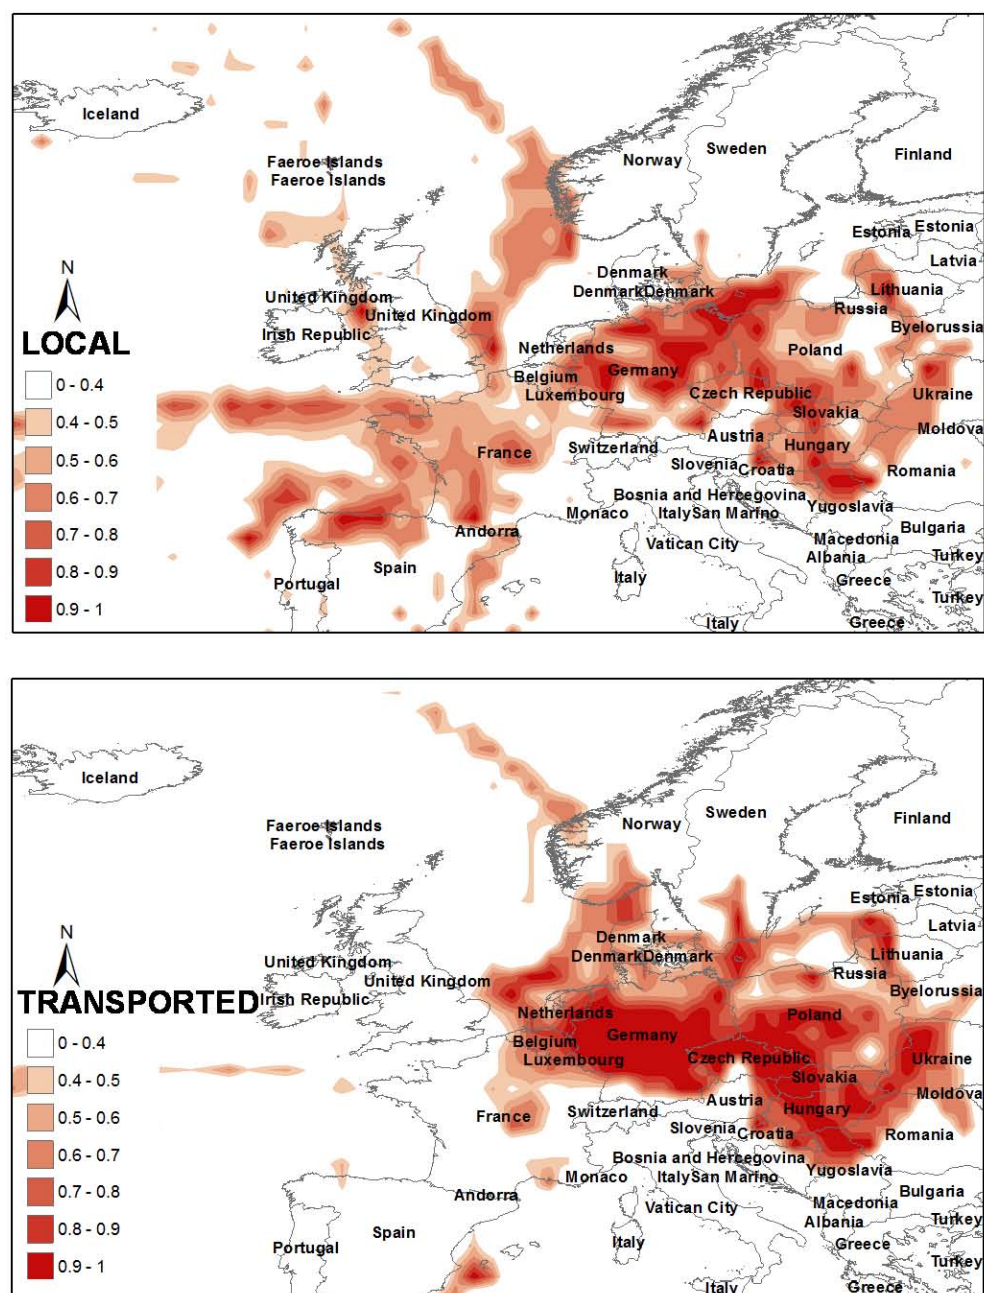 Iceland
Norway
Sweden
Finland
Faeroe Islands
Faeroe Islands
Estonia
Estonia
Latvia
N
Denmark
DenmarkDenmark
Lithuania
United Kingdom
Russia
United Kingdom
Byelorussia
Irish Republic
LOCAL
Netherlands
Poland
Belgium
Germany
Luxembourg
Czech Republic
Ukraine
Slovakia
Moldova
Austria
France
Switzerland
Hungary
Slovenia
Croatia
Romania
Bosnia and Hercegovina
Yugoslavia
Monaco
Italy
San Marino
Bulgaria
Andorra
Macedonia
Vatican City
Albania
Turkey
Spain
Portugal
Italy
Greece
Turkey
Italy
Greece
0 - 0.4
0.4 - 0.5
0.5 - 0.6
0.6 - 0.7
0.7 - 0.8
0.8 - 0.9
0.9 - 1
Iceland
Norway
Sweden
Finland
Faeroe Islands
Faeroe Islands
Estonia
Estonia
Latvia
N
Denmark
DenmarkDenmark
Lithuania
United Kingdom
Russia
United Kingdom
Byelorussia
Irish Republic
TRANSPORTED
Netherlands
Poland
Belgium
Germany
Luxembourg
Czech Republic
Ukraine
Slovakia
Moldova
Austria
France
Switzerland
Hungary
Slovenia
Croatia
Romania
Bosnia and Hercegovina
Yugoslavia
Monaco
Italy
San Marino
Bulgaria
Andorra
Macedonia
Vatican City
Albania
Turkey
Spain
Portugal
Italy
Greece
Turkey
Italy
Greece
0 - 0.4
0.4 - 0.5
0.5 - 0.6
0.6 - 0.7
0.7 - 0.8
0.8 - 0.9
0.9 - 1